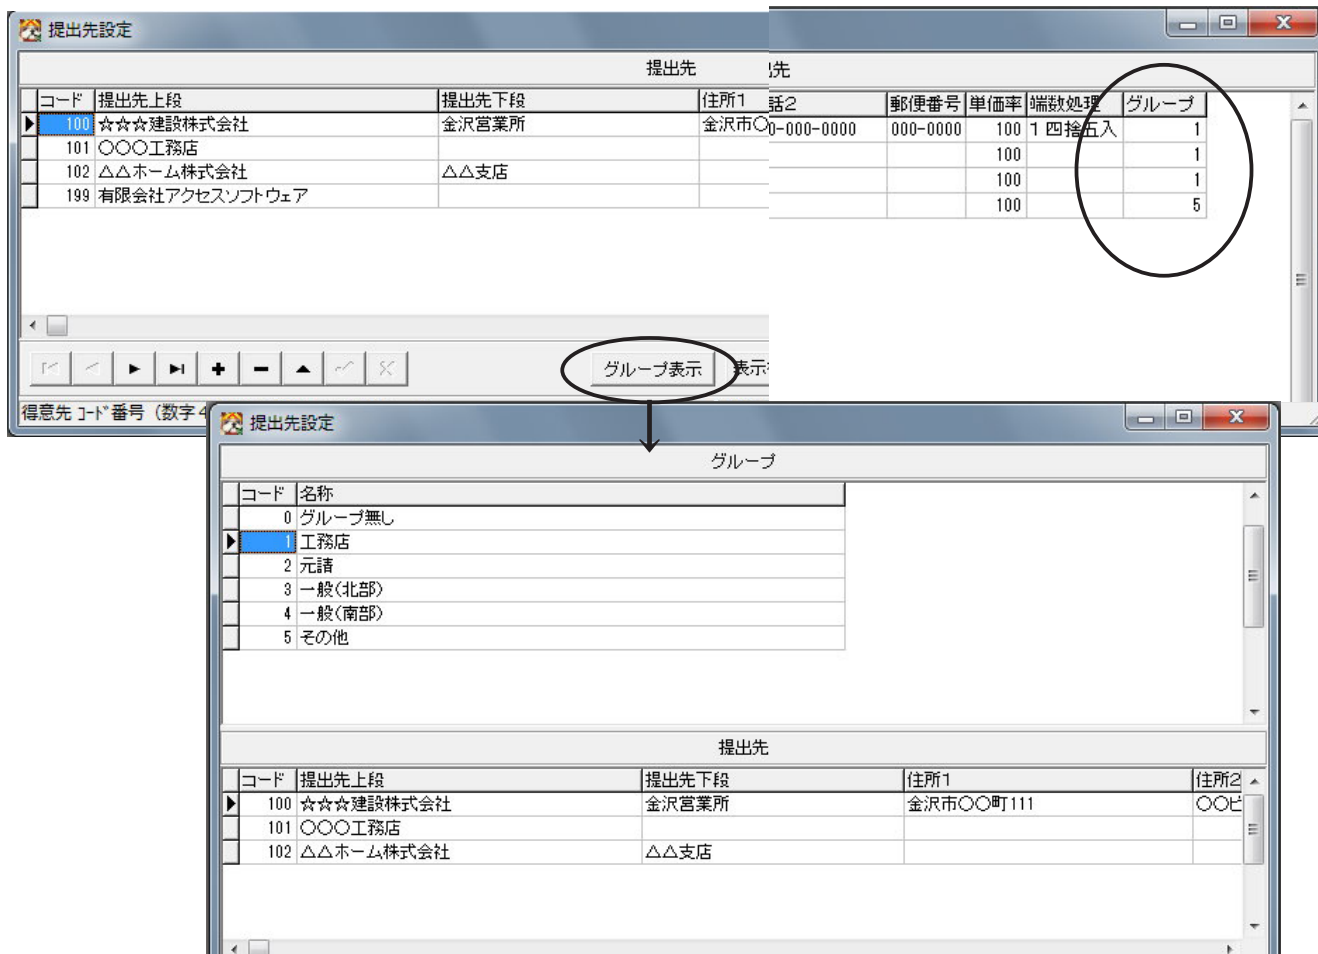 提出先設定
提出先 出先
コード 提出先上段 提出先下段 住所1 話2 郵便番号 単価率 端数処理 グループ
100 ☆☆☆建設株式会社 金沢営業所 金沢市〇 0-000-0000 000-0000 100 1 四捨五入 1
101 〇〇〇工務店 100 1
102 △△ホーム株式会社 △△支店 100 1
199 有限会社アクセスソフトウェア 100 5
グループ表示 表示
得意先 コード番号 (数字4
提出先設定
グループ
コード 名称
0 グループ無し
1 工務店
2 元請
3 一般(北部)
4 一般(南部)
5 その他
提出先
コード 提出先上段 提出先下段 住所1 住所2
100 ☆☆☆建設株式会社 金沢営業所 金沢市〇〇町111 〇〇ビ
101 〇〇〇工務店
102 △△ホーム株式会社 △△支店